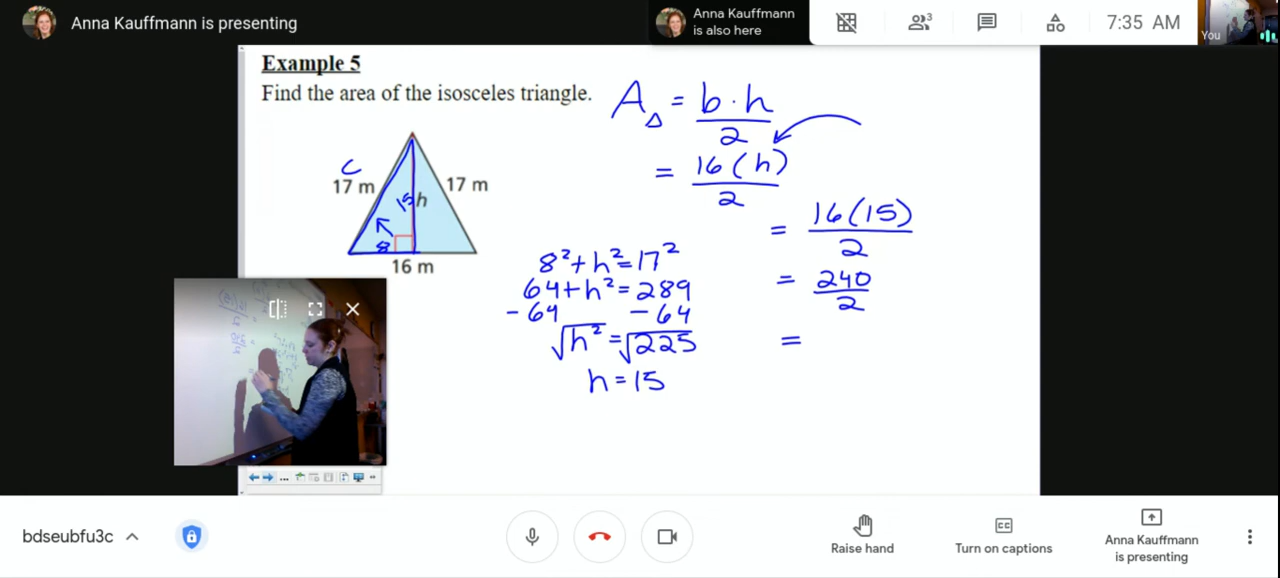 Anna Kauffmann is presenting
Anna Kauffmann
is also here
3
7:35 AM
You
Example 5
Find the area of the isosceles triangle.
A△ = b · h / 2
= 16 (h) / 2
= 16(15) / 2
= 240 / 2
=
C
17 m
17 m
15
h
8
16 m
8² + h² = 17²
64 + h² = 289
-64 -64
√h² = √225
h = 15
bdseubfu3c
Raise hand
CC
Turn on captions
Anna Kauffmann
is presenting